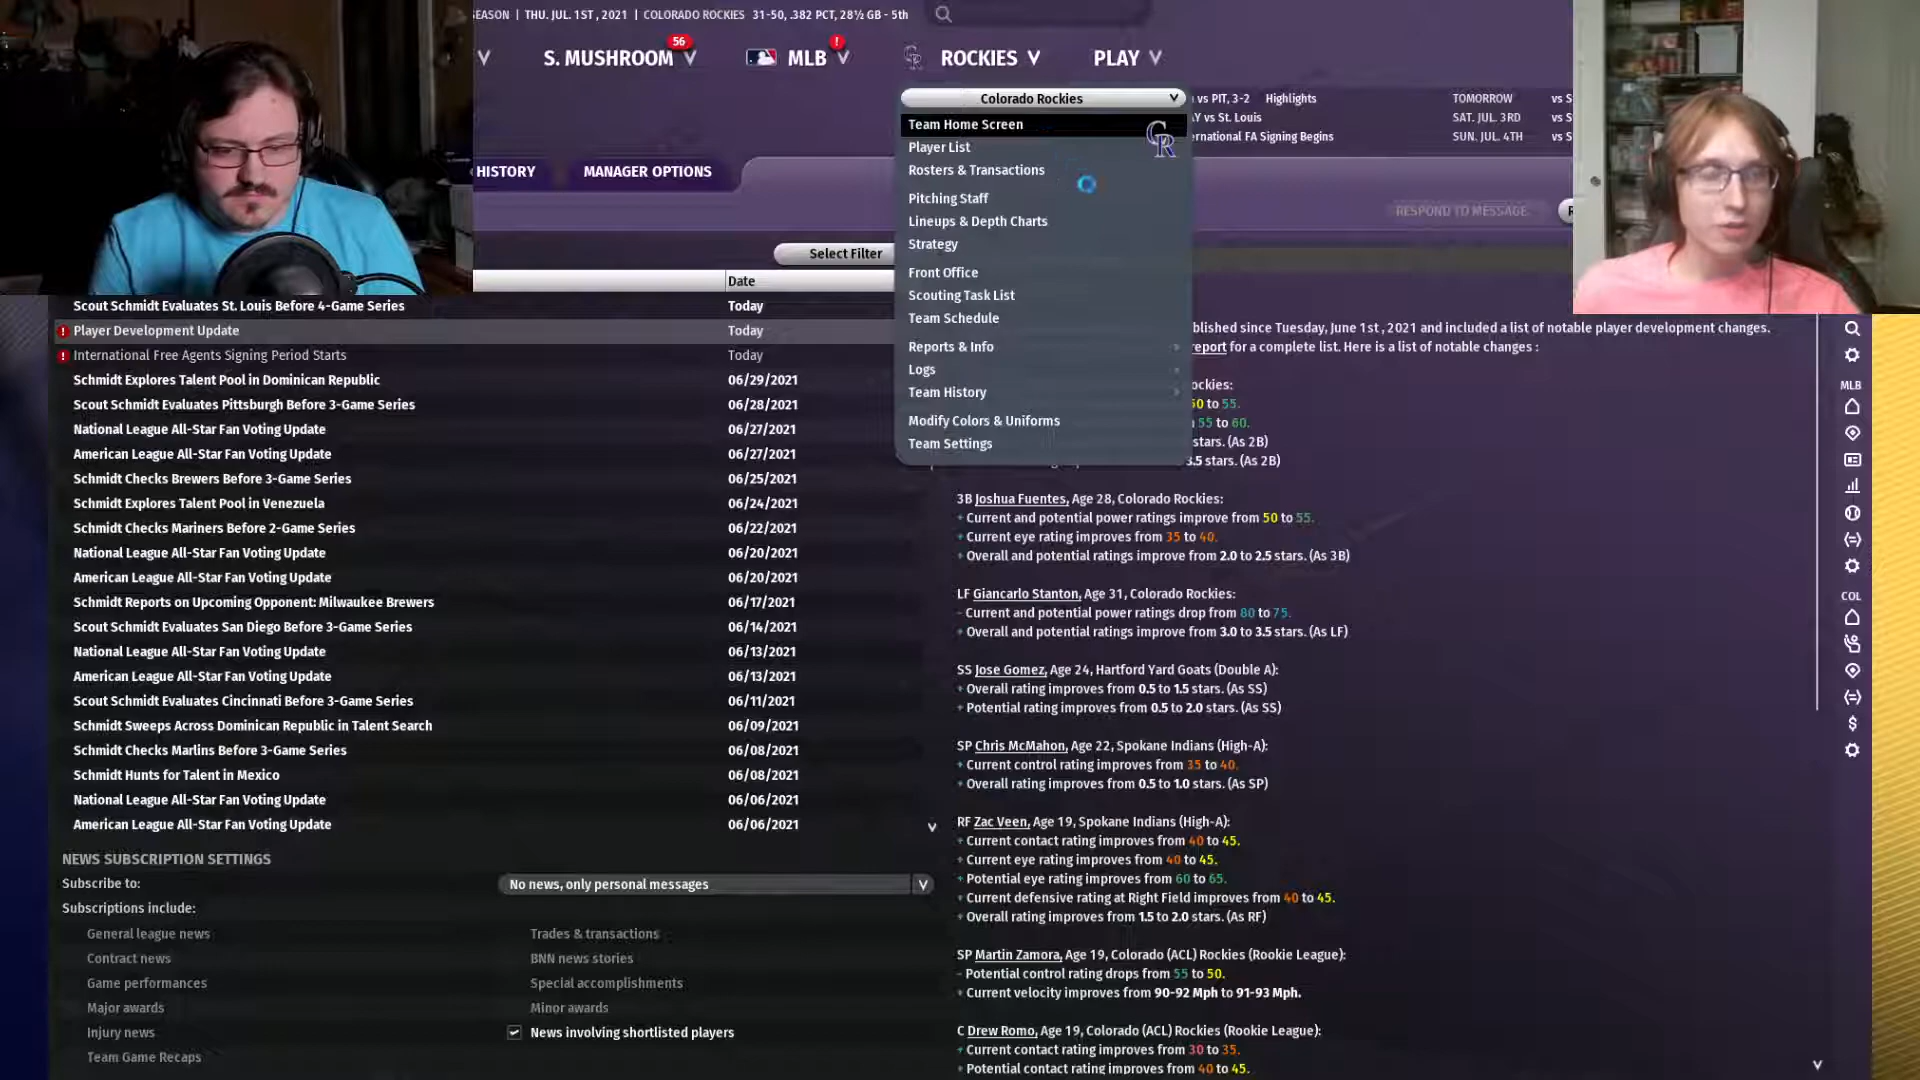 SEASON | THU. JUL. 1ST, 2021 | COLORADO ROCKIES 31-50, .382 PCT, 28½ GB - 5th
S. MUSHROOM 56
MLB !
ROCKIES
PLAY
Colorado Rockies
Team Home Screen
Player List
Rosters & Transactions
Pitching Staff
Lineups & Depth Charts
Strategy
Front Office
Scouting Task List
Team Schedule
Reports & Info
Logs
Team History
Modify Colors & Uniforms
Team Settings
vs PIT, 3-2 Highlights
vs St. Louis
ernational FA Signing Begins
TOMORROW vs S
SAT. JUL. 3RD vs S
SUN. JUL. 4TH vs S
HISTORY
MANAGER OPTIONS
RESPOND TO MESSAGE
Select Filter
Date
Scout Schmidt Evaluates St. Louis Before 4-Game Series Today
! Player Development Update Today
! International Free Agents Signing Period Starts Today
Schmidt Explores Talent Pool in Dominican Republic 06/29/2021
Scout Schmidt Evaluates Pittsburgh Before 3-Game Series 06/28/2021
National League All-Star Fan Voting Update 06/27/2021
American League All-Star Fan Voting Update 06/27/2021
Schmidt Checks Brewers Before 3-Game Series 06/25/2021
Schmidt Explores Talent Pool in Venezuela 06/24/2021
Schmidt Checks Mariners Before 2-Game Series 06/22/2021
National League All-Star Fan Voting Update 06/20/2021
American League All-Star Fan Voting Update 06/20/2021
Schmidt Reports on Upcoming Opponent: Milwaukee Brewers 06/17/2021
Scout Schmidt Evaluates San Diego Before 3-Game Series 06/14/2021
National League All-Star Fan Voting Update 06/13/2021
American League All-Star Fan Voting Update 06/13/2021
Scout Schmidt Evaluates Cincinnati Before 3-Game Series 06/11/2021
Schmidt Sweeps Across Dominican Republic in Talent Search 06/09/2021
Schmidt Checks Marlins Before 3-Game Series 06/08/2021
Schmidt Hunts for Talent in Mexico 06/08/2021
National League All-Star Fan Voting Update 06/06/2021
American League All-Star Fan Voting Update 06/06/2021
NEWS SUBSCRIPTION SETTINGS
Subscribe to: No news, only personal messages
Subscriptions include:
General league news Trades & transactions
Contract news BNN news stories
Game performances Special accomplishments
Major awards Minor awards
Injury news News involving shortlisted players
Team Game Recaps
blished since Tuesday, June 1st, 2021 and included a list of notable player development changes.
report for a complete list. Here is a list of notable changes :
ockies:
50 to 55.
55 to 60.
stars. (As 2B)
3.5 stars. (As 2B)
3B Joshua Fuentes, Age 28, Colorado Rockies:
+ Current and potential power ratings improve from 50 to 55.
+ Current eye rating improves from 35 to 40.
+ Overall and potential ratings improve from 2.0 to 2.5 stars. (As 3B)
LF Giancarlo Stanton, Age 31, Colorado Rockies:
- Current and potential power ratings drop from 80 to 75.
+ Overall and potential ratings improve from 3.0 to 3.5 stars. (As LF)
SS Jose Gomez, Age 24, Hartford Yard Goats (Double A):
+ Overall rating improves from 0.5 to 1.5 stars. (As SS)
+ Potential rating improves from 0.5 to 2.0 stars. (As SS)
SP Chris McMahon, Age 22, Spokane Indians (High-A):
+ Current control rating improves from 35 to 40.
+ Overall rating improves from 0.5 to 1.0 stars. (As SP)
RF Zac Veen, Age 19, Spokane Indians (High-A):
+ Current contact rating improves from 40 to 45.
+ Current eye rating improves from 40 to 45.
+ Potential eye rating improves from 60 to 65.
+ Current defensive rating at Right Field improves from 40 to 45.
+ Overall rating improves from 1.5 to 2.0 stars. (As RF)
SP Martin Zamora, Age 19, Colorado (ACL) Rockies (Rookie League):
- Potential control rating drops from 55 to 50.
+ Current velocity improves from 90-92 Mph to 91-93 Mph.
C Drew Romo, Age 19, Colorado (ACL) Rockies (Rookie League):
+ Current contact rating improves from 30 to 35.
+ Potential contact rating improves from 40 to 45.
MLB
COL
$